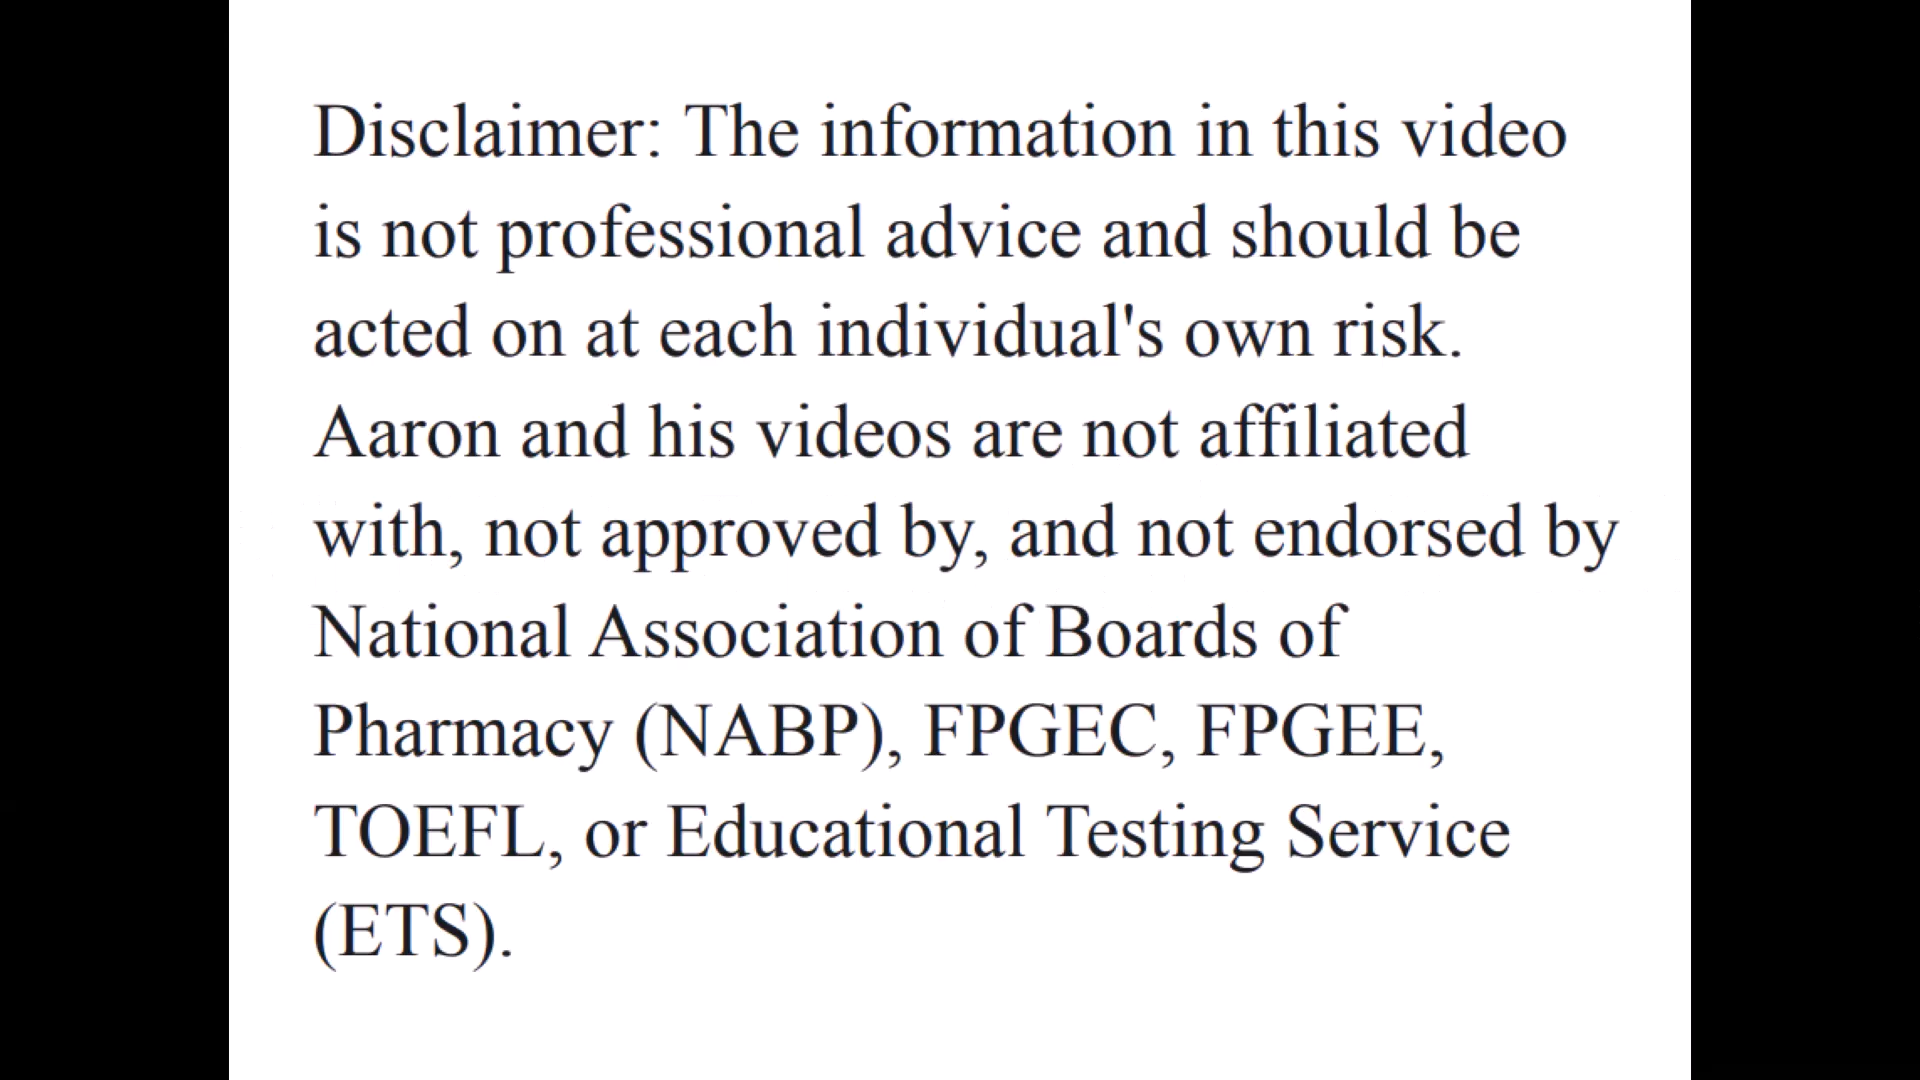 Disclaimer: The information in this video
is not professional advice and should be
acted on at each individual's own risk.
Aaron and his videos are not affiliated
with, not approved by, and not endorsed by
National Association of Boards of
Pharmacy (NABP), FPGEC, FPGEE,
TOEFL, or Educational Testing Service
(ETS).